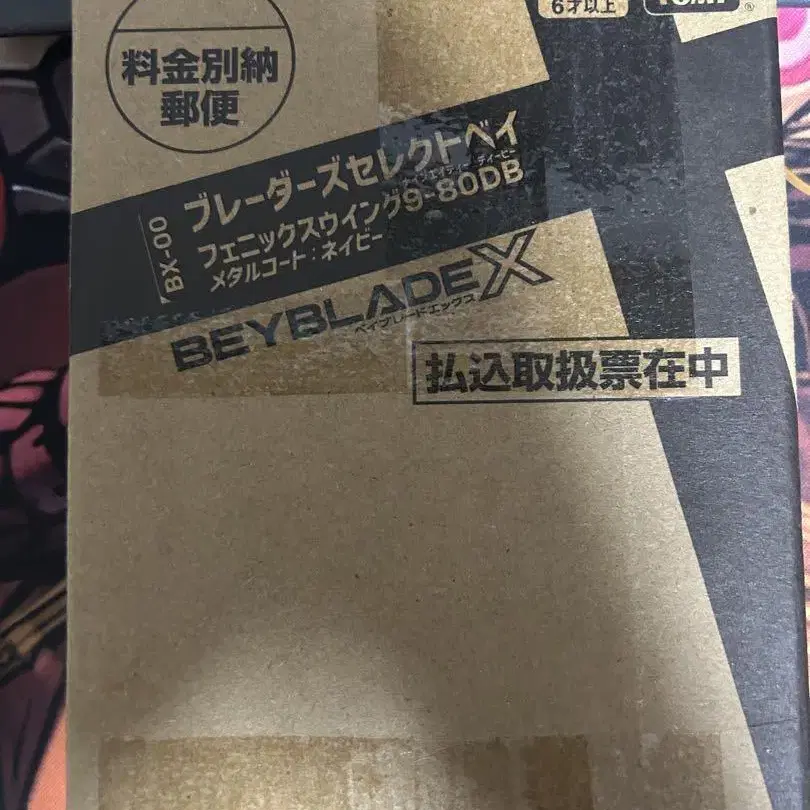 6才以上
料金別納
郵便
BX-00
ブレーダーズセレクトベイ
フェニックスウイング9-80DB
メタルコート：ネイビー
BEYBLADE X
ベイブレードエックス
払込取扱票在中